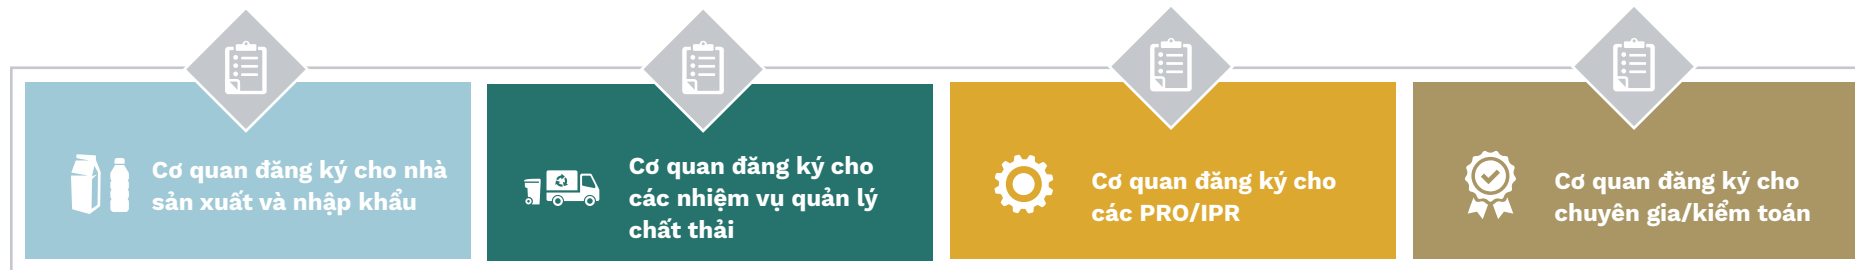 Cơ quan đăng ký cho nhà
sản xuất và nhập khẩu
Cơ quan đăng ký cho
các nhiệm vụ quản lý
chất thải
Cơ quan đăng ký cho
các PRO/IPR
Cơ quan đăng ký cho
chuyên gia/kiểm toán